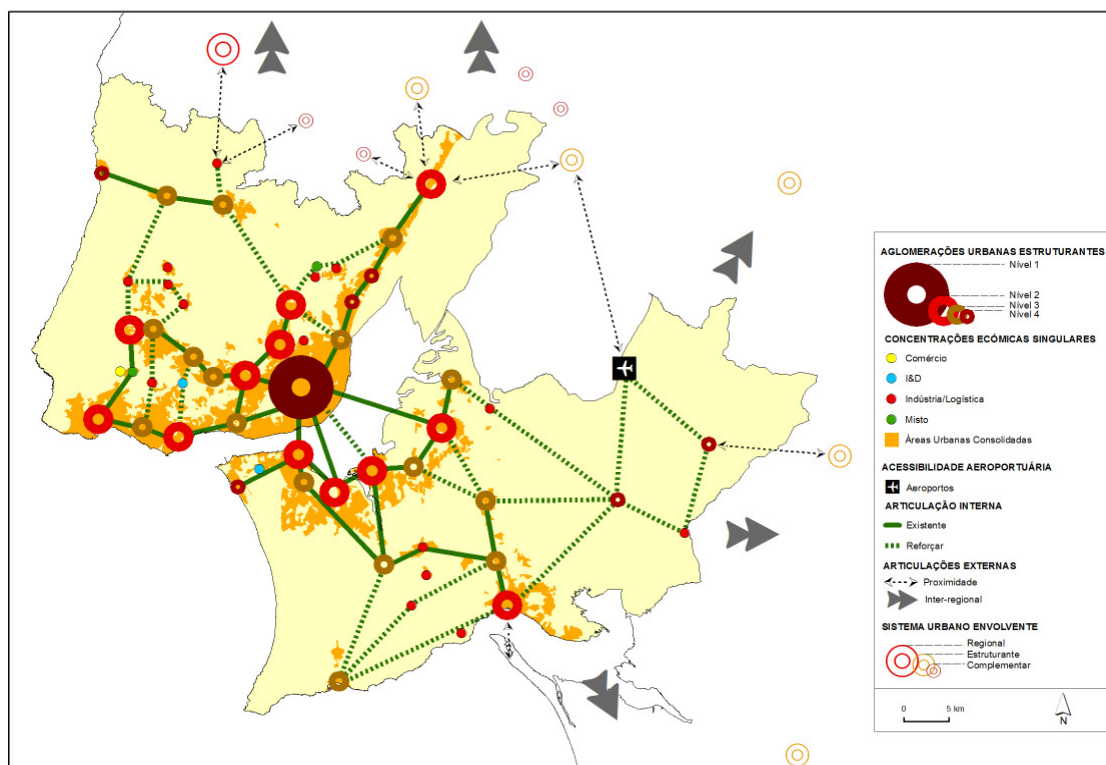 AGLOMERAÇÕES URBANAS ESTRUTURANTES
Nível 1
Nível 2
Nível 3
Nível 4
CONCENTRAÇÕES ECÓMICAS SINGULARES
Comércio
I&D
Indústria/Logística
Misto
Áreas Urbanas Consolidadas
ACESSIBILIDADE AEROPORTUÁRIA
Aeroportos
ARTICULAÇÃO INTERNA
Existente
Reforçar
ARTICULAÇÕES EXTERNAS
Proximidade
Inter-regional
SISTEMA URBANO ENVOLVENTE
Regional
Estruturante
Complementar
0 5 km
N